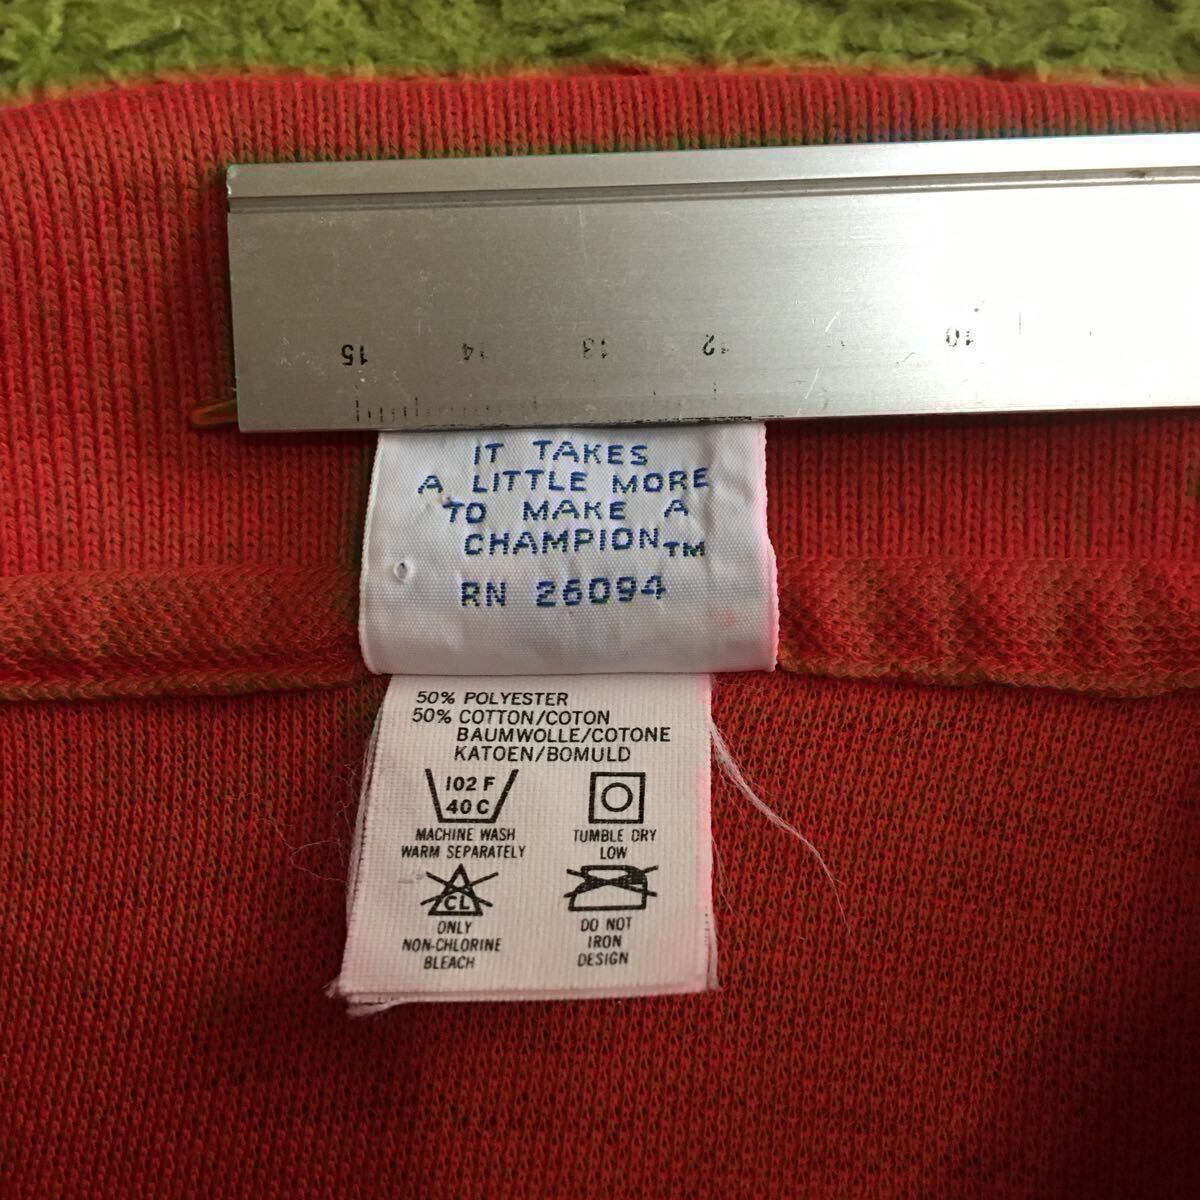 15 14 13 12 10
IT TAKES
A LITTLE MORE
TO MAKE A
CHAMPION™
RN 26094
50% POLYESTER
50% COTTON/COTON
BAUMWOLLE/COTONE
KATOEN/BOMULD
102 F
40 C
MACHINE WASH
WARM SEPARATELY
TUMBLE DRY
LOW
CL
ONLY
NON-CHLORINE
BLEACH
DO NOT
IRON
DESIGN